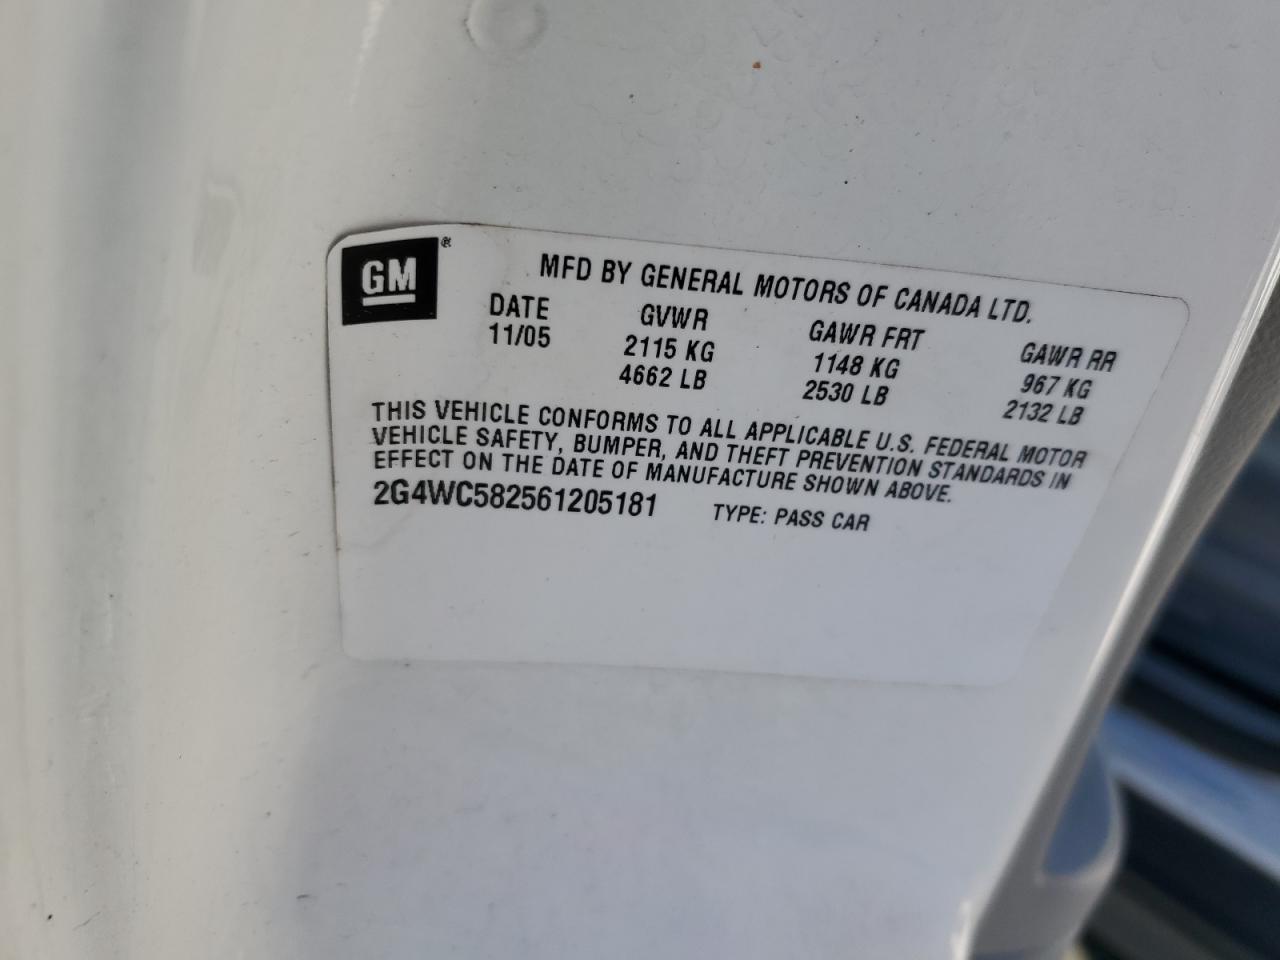 GM®
MFD BY GENERAL MOTORS OF CANADA LTD.
DATE GVWR GAWR FRT GAWR RR
11/05 2115 KG 1148 KG 967 KG
4662 LB 2530 LB 2132 LB
THIS VEHICLE CONFORMS TO ALL APPLICABLE U.S. FEDERAL MOTOR
VEHICLE SAFETY, BUMPER, AND THEFT PREVENTION STANDARDS IN
EFFECT ON THE DATE OF MANUFACTURE SHOWN ABOVE.
2G4WC582561205181 TYPE: PASS CAR